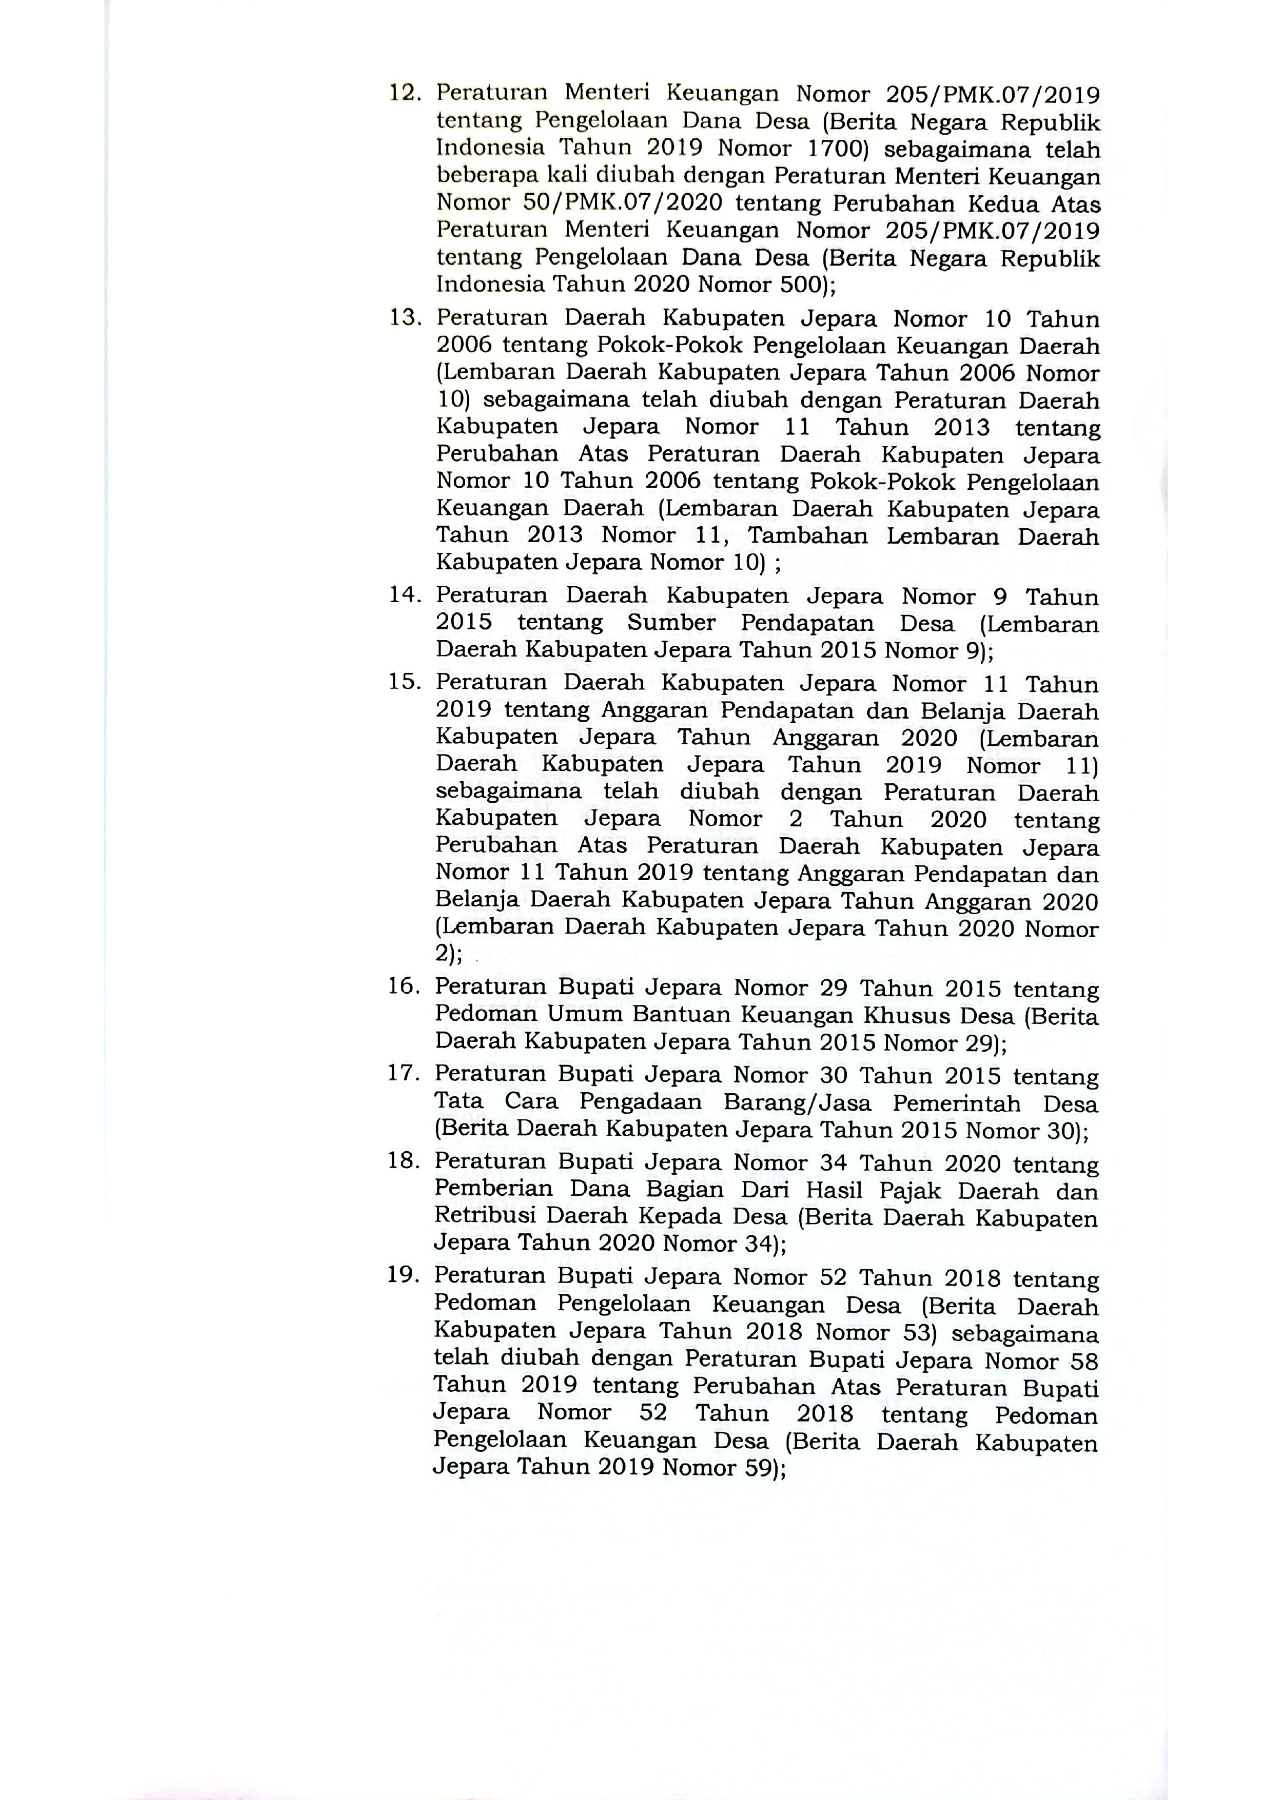 12. Peraturan Menteri Keuangan Nomor 205/PMK.07/2019
tentang Pengelolaan Dana Desa (Berita Negara Republik
Indonesia Tahun 2019 Nomor 1700) sebagaimana telah
beberapa kali diubah dengan Peraturan Menteri Keuangan
Nomor 50/PMK.07/2020 tentang Perubahan Kedua Atas
Peraturan Menteri Keuangan Nomor 205/PMK.07/2019
tentang Pengelolaan Dana Desa (Berita Negara Republik
Indonesia Tahun 2020 Nomor 500);
13. Peraturan Daerah Kabupaten Jepara Nomor 10 Tahun
2006 tentang Pokok-Pokok Pengelolaan Keuangan Daerah
(Lembaran Daerah Kabupaten Jepara Tahun 2006 Nomor
10) sebagaimana telah diubah dengan Peraturan Daerah
Kabupaten Jepara Nomor 11 Tahun 2013 tentang
Perubahan Atas Peraturan Daerah Kabupaten Jepara
Nomor 10 Tahun 2006 tentang Pokok-Pokok Pengelolaan
Keuangan Daerah (Lembaran Daerah Kabupaten Jepara
Tahun 2013 Nomor 11, Tambahan Lembaran Daerah
Kabupaten Jepara Nomor 10) ;
14. Peraturan Daerah Kabupaten Jepara Nomor 9 Tahun
2015 tentang Sumber Pendapatan Desa (Lembaran
Daerah Kabupaten Jepara Tahun 2015 Nomor 9);
15. Peraturan Daerah Kabupaten Jepara Nomor 11 Tahun
2019 tentang Anggaran Pendapatan dan Belanja Daerah
Kabupaten Jepara Tahun Anggaran 2020 (Lembaran
Daerah Kabupaten Jepara Tahun 2019 Nomor 11)
sebagaimana telah diubah dengan Peraturan Daerah
Kabupaten Jepara Nomor 2 Tahun 2020 tentang
Perubahan Atas Peraturan Daerah Kabupaten Jepara
Nomor 11 Tahun 2019 tentang Anggaran Pendapatan dan
Belanja Daerah Kabupaten Jepara Tahun Anggaran 2020
(Lembaran Daerah Kabupaten Jepara Tahun 2020 Nomor
2);
16. Peraturan Bupati Jepara Nomor 29 Tahun 2015 tentang
Pedoman Umum Bantuan Keuangan Khusus Desa (Berita
Daerah Kabupaten Jepara Tahun 2015 Nomor 29);
17. Peraturan Bupati Jepara Nomor 30 Tahun 2015 tentang
Tata Cara Pengadaan Barang/Jasa Pemerintah Desa
(Berita Daerah Kabupaten Jepara Tahun 2015 Nomor 30);
18. Peraturan Bupati Jepara Nomor 34 Tahun 2020 tentang
Pemberian Dana Bagian Dari Hasil Pajak Daerah dan
Retribusi Daerah Kepada Desa (Berita Daerah Kabupaten
Jepara Tahun 2020 Nomor 34);
19. Peraturan Bupati Jepara Nomor 52 Tahun 2018 tentang
Pedoman Pengelolaan Keuangan Desa (Berita Daerah
Kabupaten Jepara Tahun 2018 Nomor 53) sebagaimana
telah diubah dengan Peraturan Bupati Jepara Nomor 58
Tahun 2019 tentang Perubahan Atas Peraturan Bupati
Jepara Nomor 52 Tahun 2018 tentang Pedoman
Pengelolaan Keuangan Desa (Berita Daerah Kabupaten
Jepara Tahun 2019 Nomor 59);